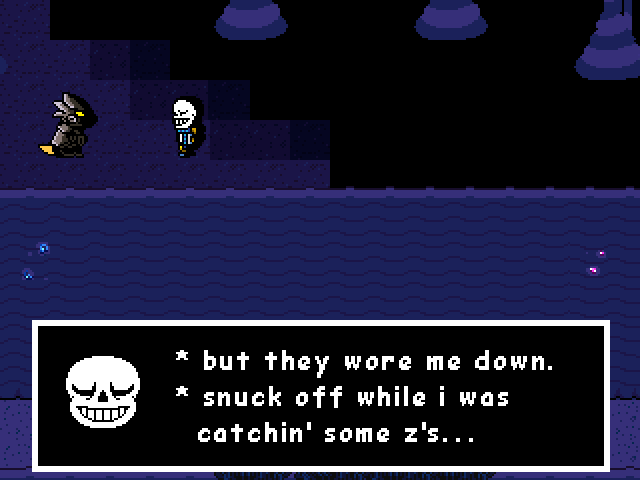 * but they wore me down.
* snuck off while i was
catchin' some z's...